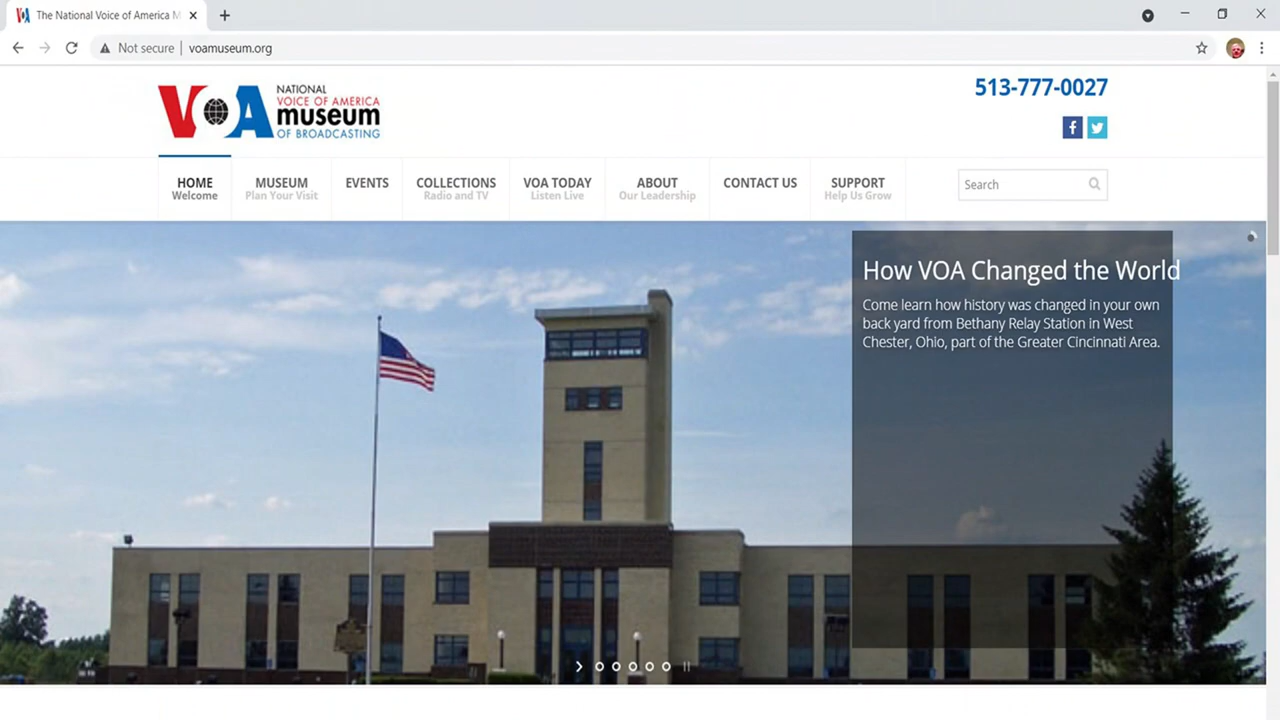 The National Voice of America M
Not secure
voamuseum.org
VOA
NATIONAL
VOICE OF AMERICA
museum
OF BROADCASTING
513-777-0027
HOME
Welcome
MUSEUM
Plan Your Visit
EVENTS
COLLECTIONS
Radio and TV
VOA TODAY
Listen Live
ABOUT
Our Leadership
CONTACT US
SUPPORT
Help Us Grow
Search
How VOA Changed the World
Come learn how history was changed in your own
back yard from Bethany Relay Station in West
Chester, Ohio, part of the Greater Cincinnati Area.